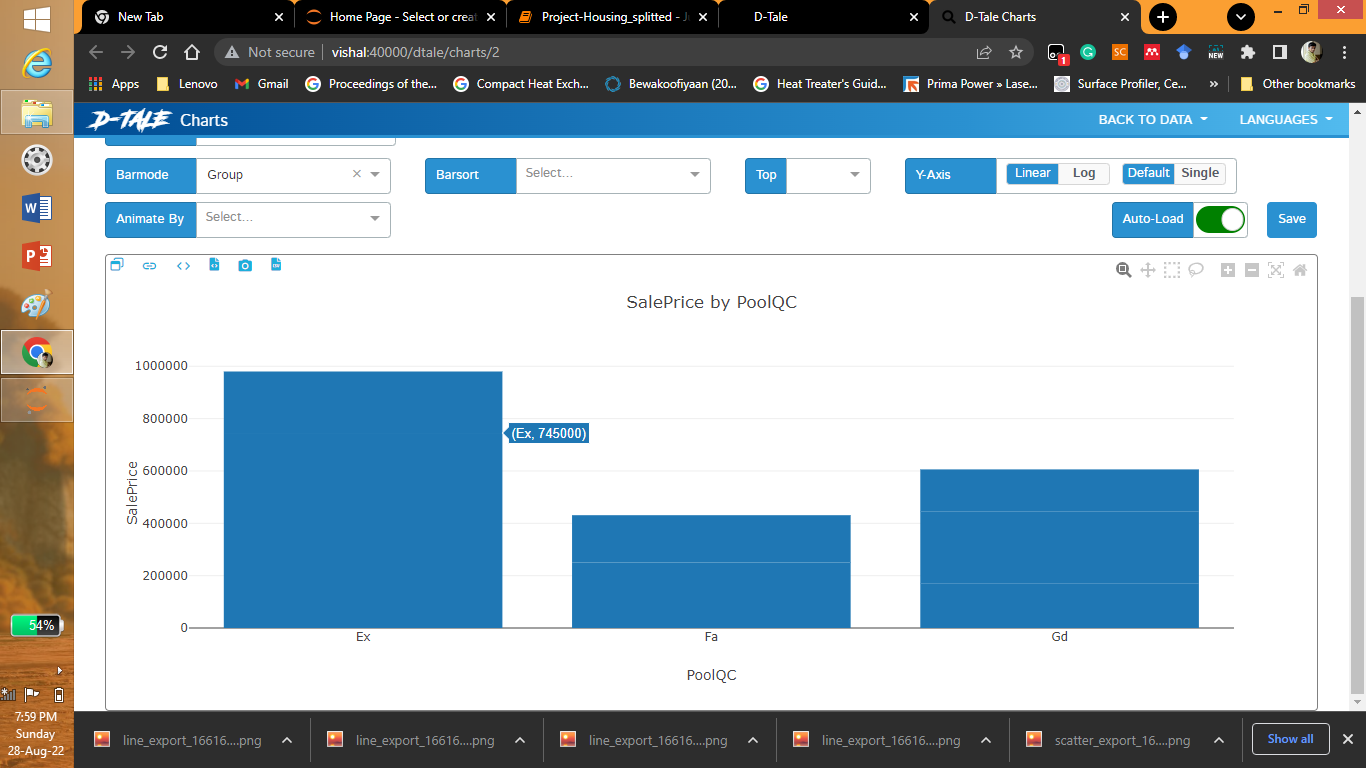 New Tab
Home Page - Select or creat
Project-Housing_splitted - Ju
D-Tale
D-Tale Charts
Not secure | vishal:40000/dtale/charts/2
SC
1
NEW
Apps
Lenovo
Gmail
Proceedings of the...
Compact Heat Exch...
Bewakoofiyaan (20...
Heat Treater's Guid...
Prima Power » Lase...
Surface Profiler, Ce...
»
Other bookmarks
D-TALE Charts
BACK TO DATA
LANGUAGES
Barmode
Group
Barsort
Select...
Top
Y-Axis
Linear
Log
Default
Single
Animate By
Select...
Auto-Load
Save
SalePrice by PoolQC
1000000
800000
600000
400000
200000
0
SalePrice
(Ex, 745000)
Ex
Fa
Gd
PoolQC
54%
7:59 PM
Sunday
28-Aug-22
line_export_16616....png
line_export_16616....png
line_export_16616....png
line_export_16616....png
scatter_export_16....png
Show all